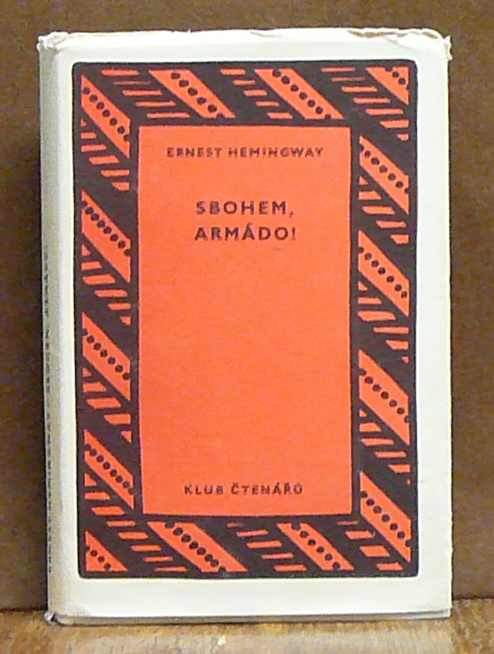 ERNEST HEMINGWAY
SBOHEM,
ARMÁDO!
KLUB ČTENÁŘŮ